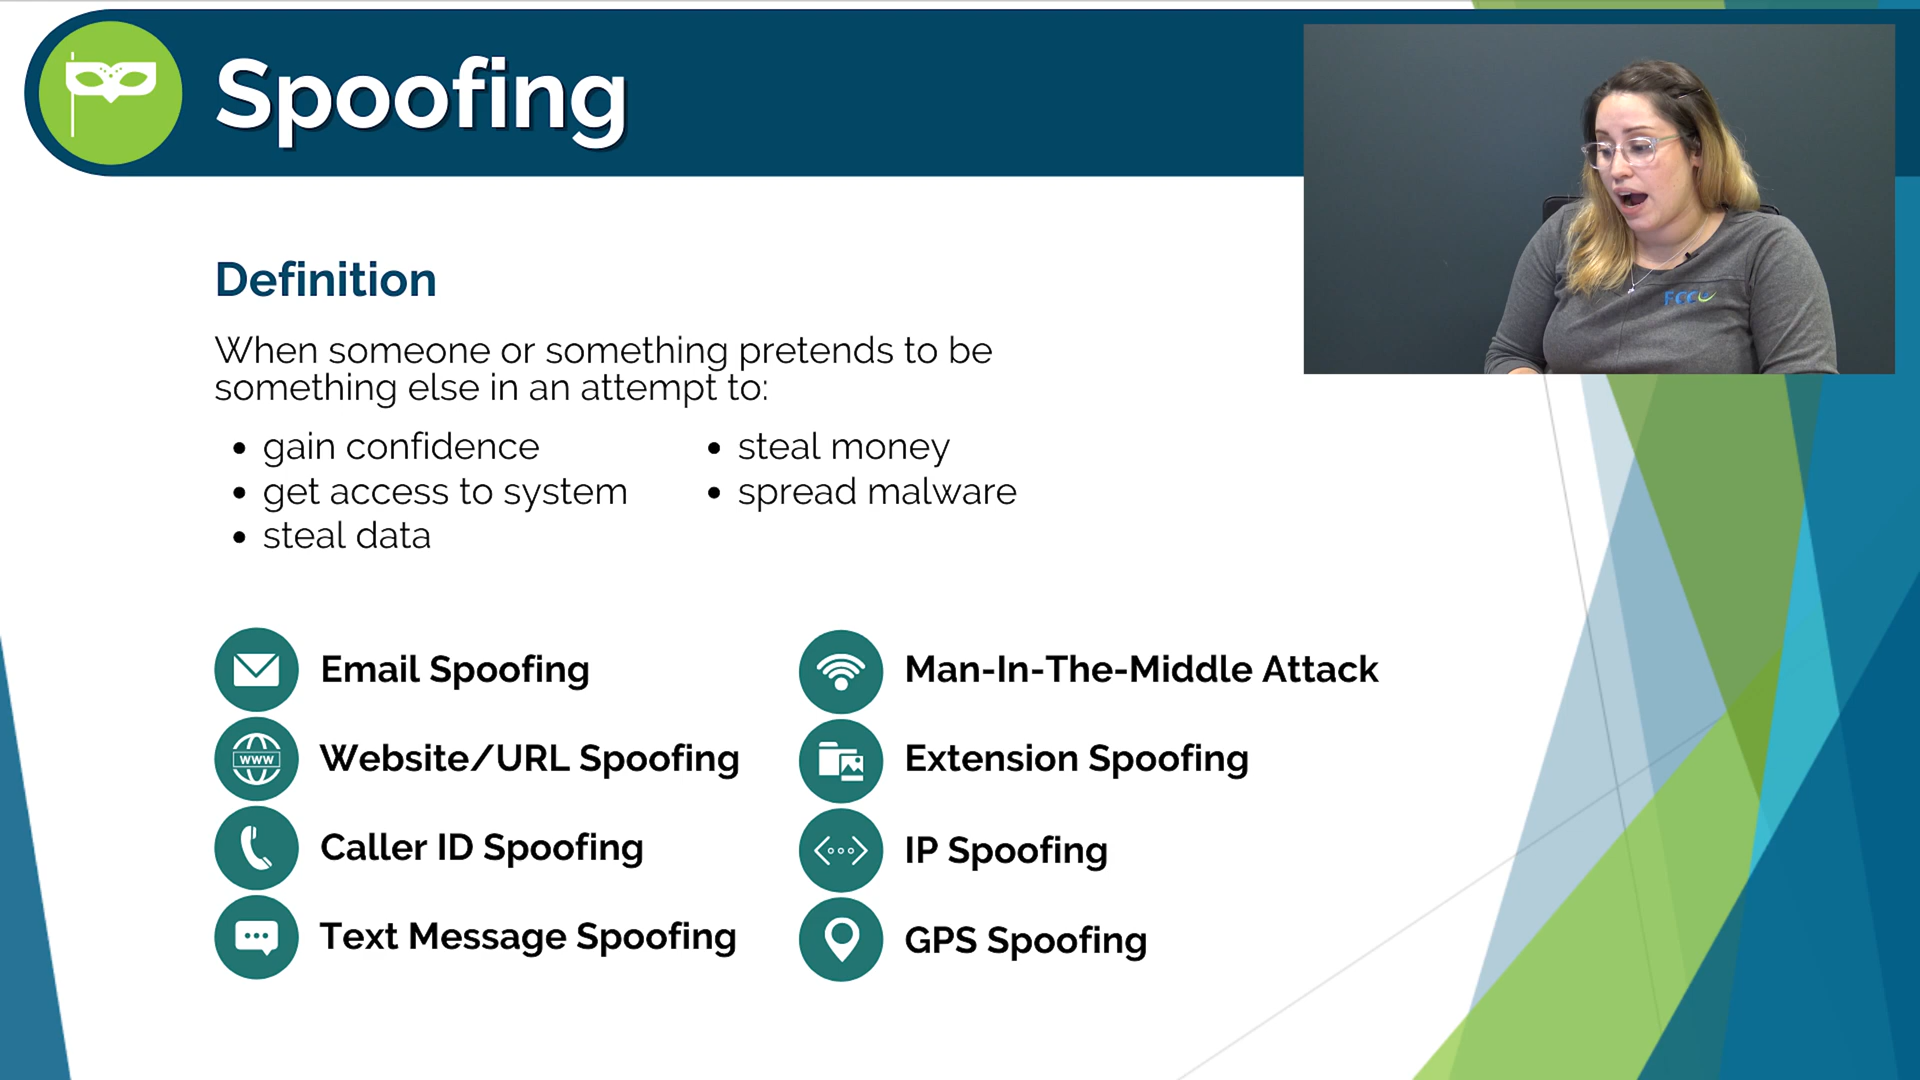 Spoofing
Definition
When someone or something pretends to be
something else in an attempt to:
• gain confidence
• get access to system
• steal data
• steal money
• spread malware
Email Spoofing
www
Website/URL Spoofing
Caller ID Spoofing
Text Message Spoofing
Man-In-The-Middle Attack
Extension Spoofing
IP Spoofing
GPS Spoofing
FCCU